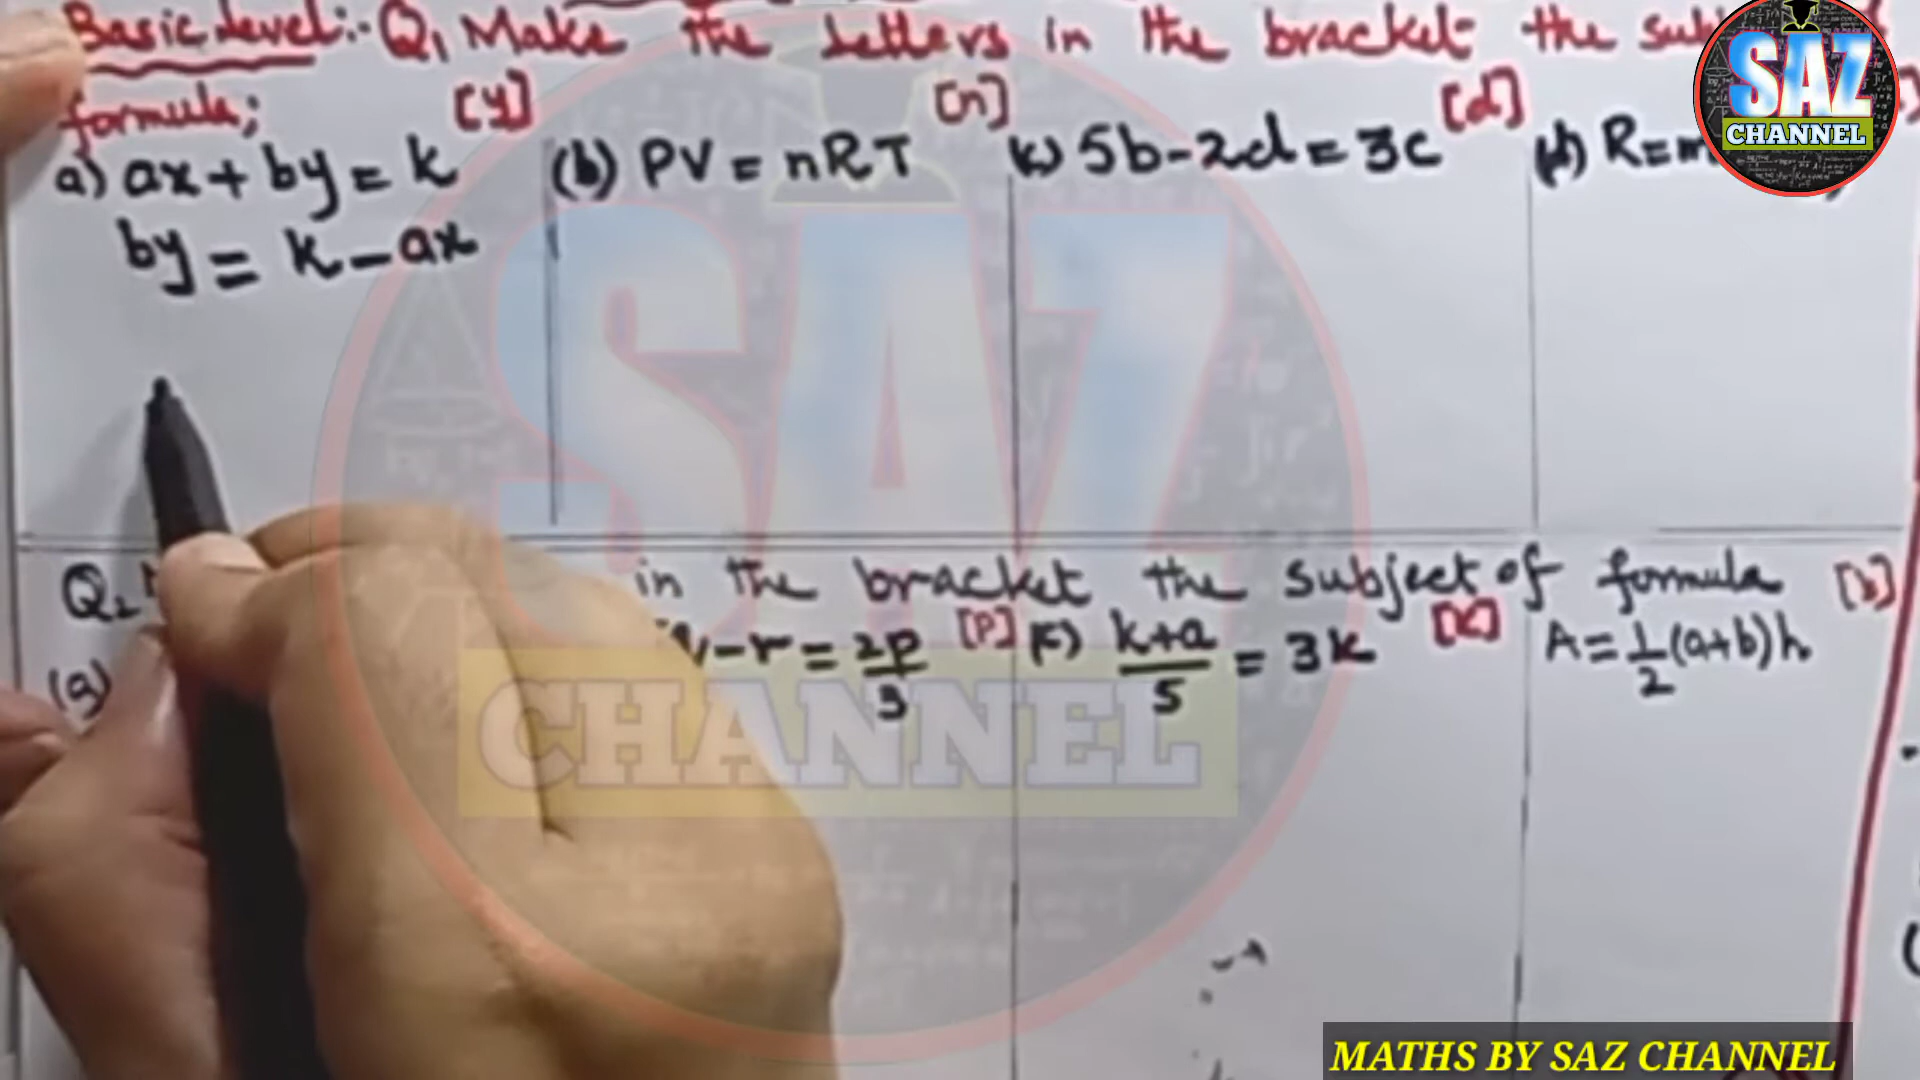 Basic level:- Q1 Make the letters in the bracket the
formula; [y] [n] [d]
a) ax + by = k (b) PV = nRT (c) 5b - 2d = 3c (d) R = m
by = k - ax
Q2 in the bracket the subject of formula [b]
(a) - r = 2p/3 [P] (c) k+a/5 = 3k [k] A = 1/2 (a+b)h
SAZ
CHANNEL
SAZ
CHANNEL
MATHS BY SAZ CHANNEL